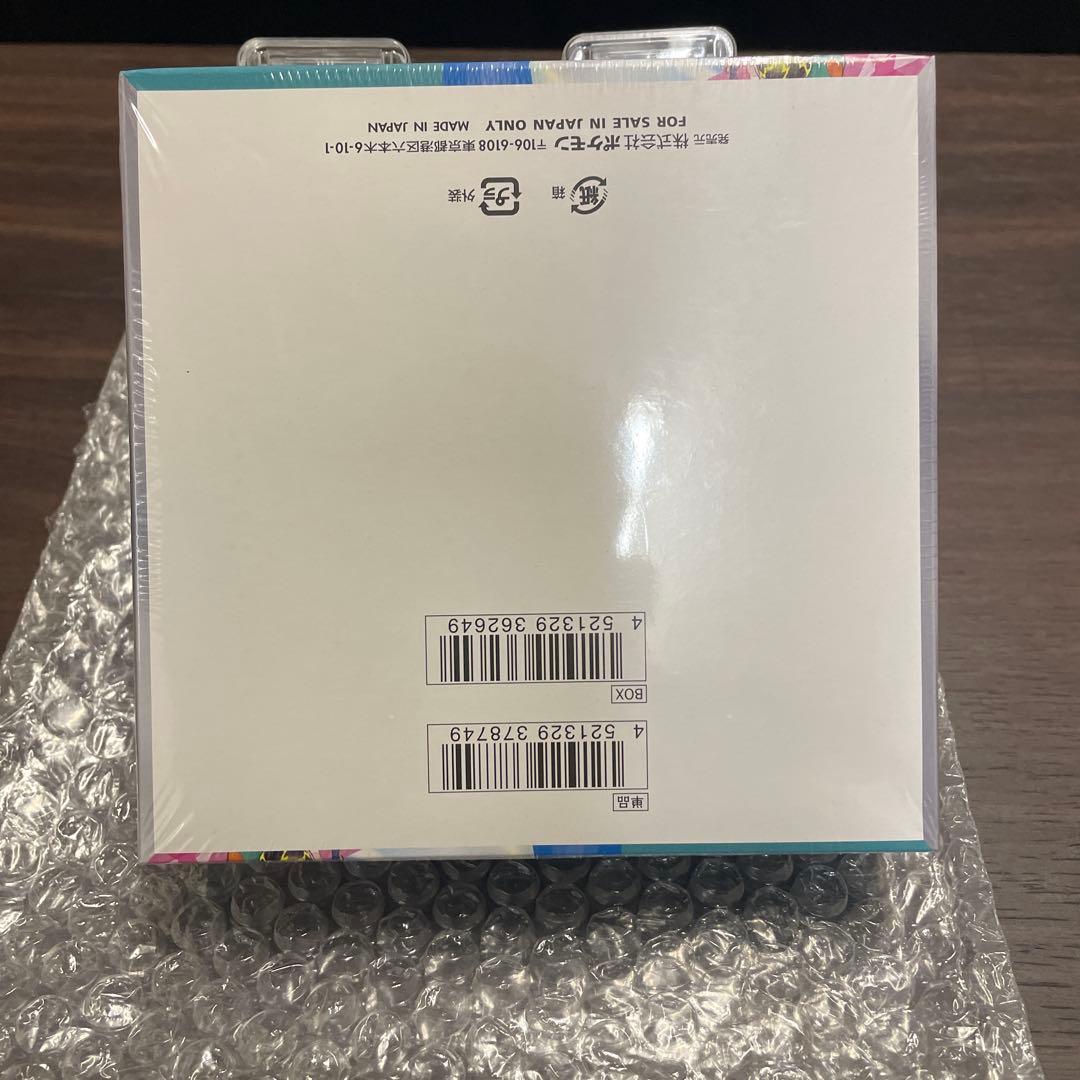 単品
4 521329 378749
BOX
4 521329 362649
紙 箱 プラ 外装
発売元 株式会社ポケモン 〒106-6108 東京都港区六本木6-10-1
FOR SALE IN JAPAN ONLY MADE IN JAPAN